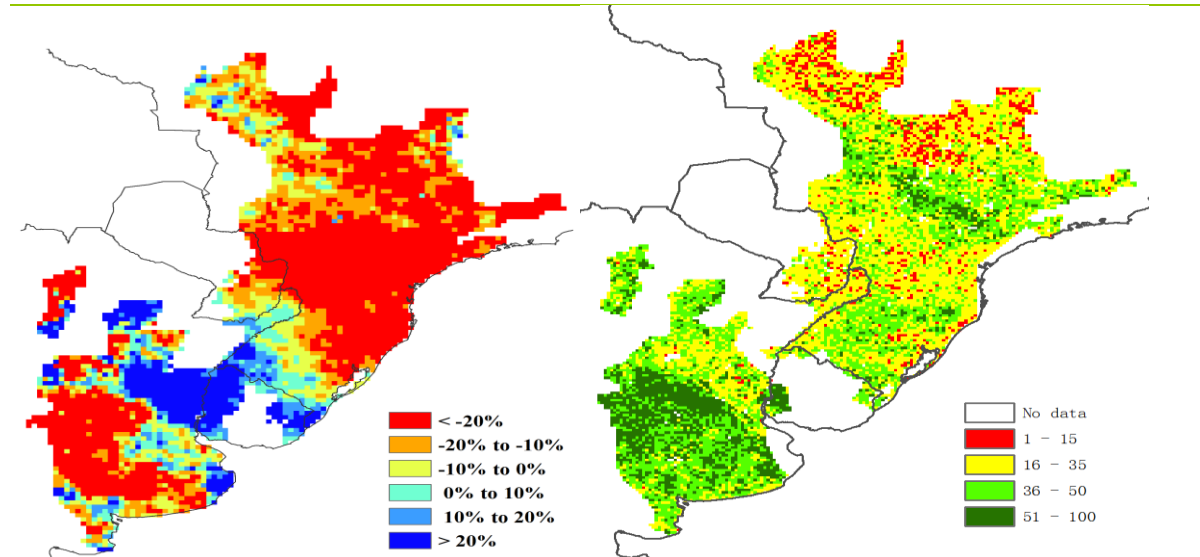 < -20%
-20% to -10%
-10% to 0%
0% to 10%
10% to 20%
> 20%
No data
1 - 15
16 - 35
36 - 50
51 - 100